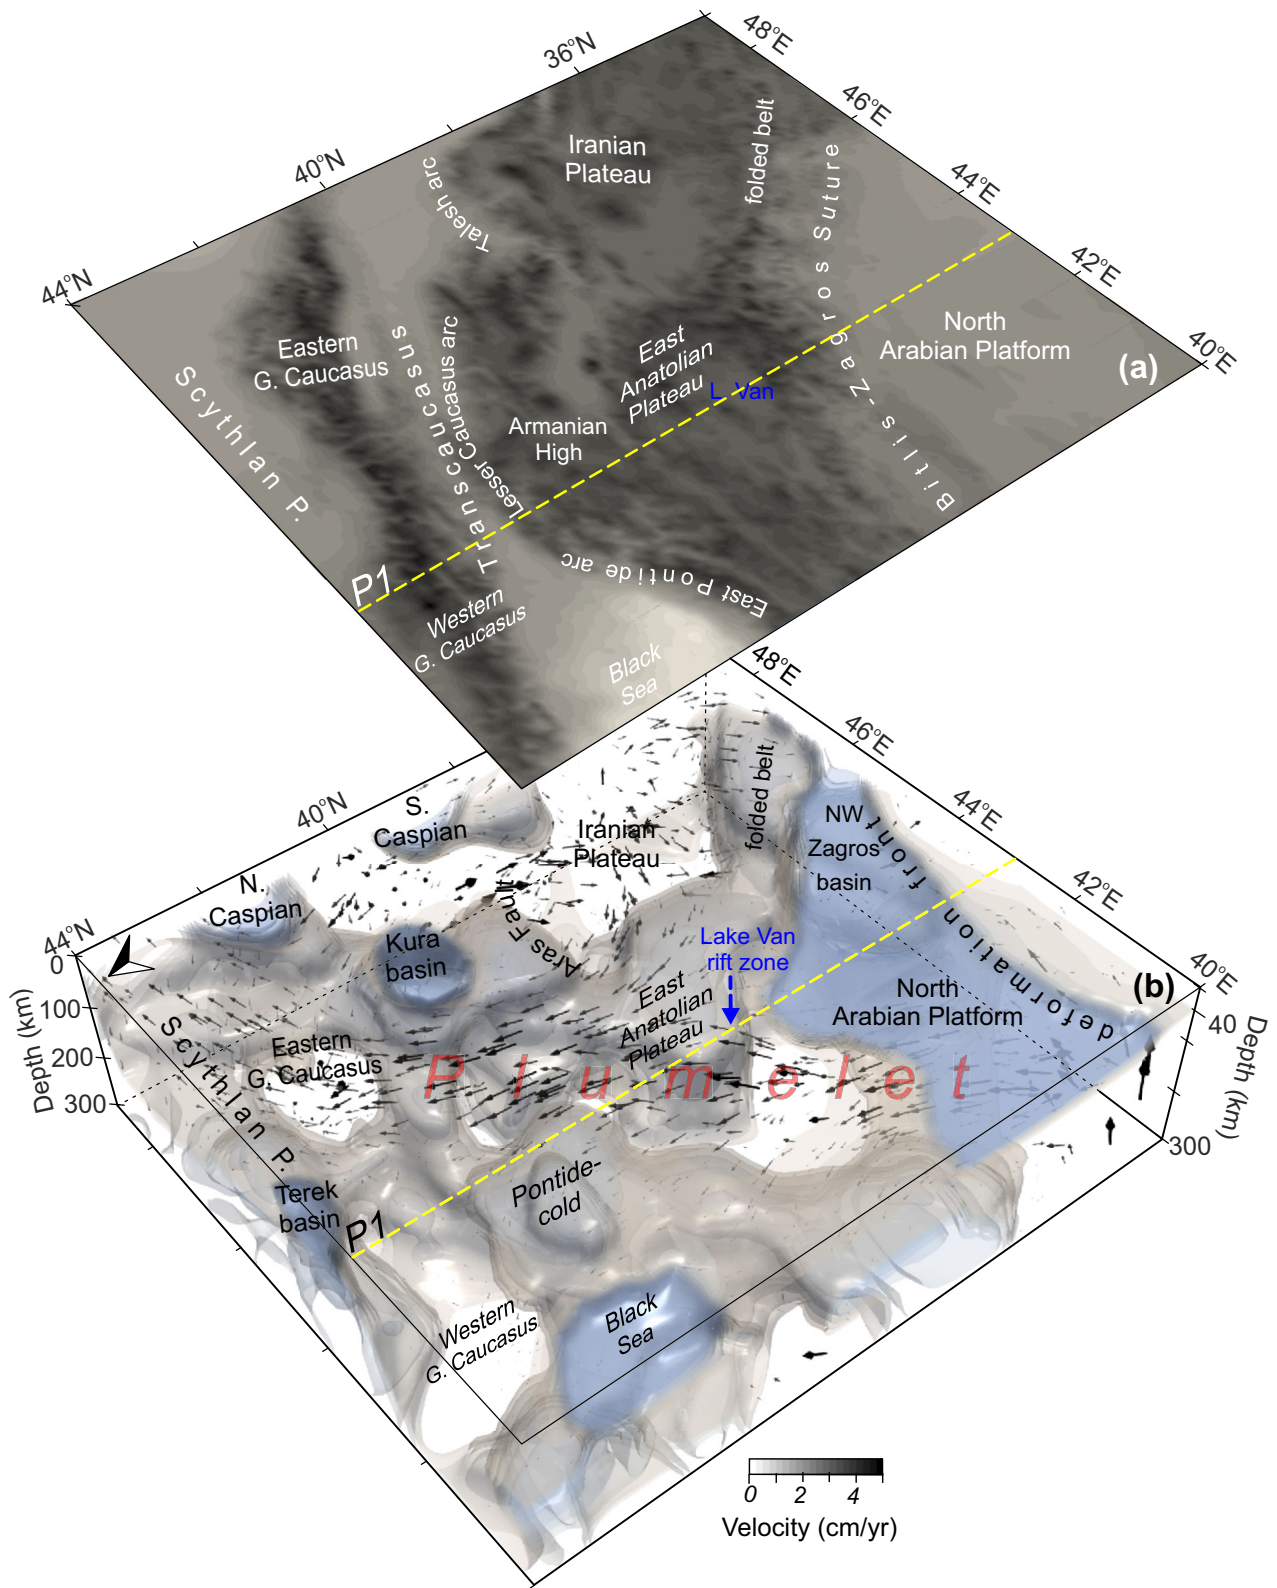 36°N
48°E
46°E
44°E
42°E
40°E
40°N
44°N
Iranian
Plateau
folded belt
Talesh arc
Bitlis-Zagros Suture
Eastern
G. Caucasus
Transcaucasus
Lesser Caucasus arc
East
Anatolian
Plateau
L. Van
North
Arabian Platform
(a)
Scythlan P.
Armanian
High
P1
Western
G. Caucasus
East Pontide arc
Black
Sea
48°E
46°E
44°E
42°E
40°E
40°N
44°N
S.
Caspian
N.
Caspian
Iranian
Plateau
folded belt
NW
Zagros
basin
deformation front
Kura
basin
Aras Fault
Lake Van
rift zone
East
Anatolian
Plateau
North
Arabian Platform
(b)
0
100
200
300
Depth (km)
40
300
Depth (km)
Scythlan P.
Eastern
G. Caucasus
Plumelet
Terek
basin
P1
Pontide-
cold
Western
G. Caucasus
Black
Sea
0 2 4
Velocity (cm/yr)